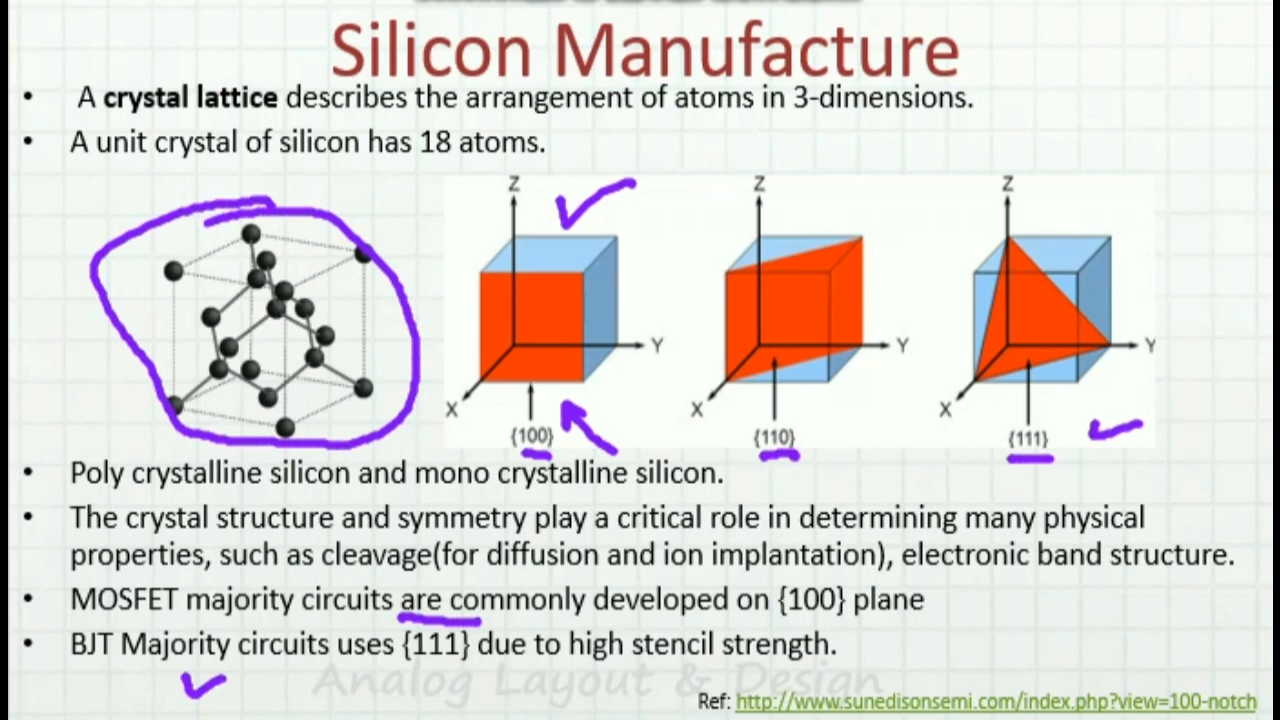 Silicon Manufacture
• A crystal lattice describes the arrangement of atoms in 3-dimensions.
• A unit crystal of silicon has 18 atoms.
Z Z Z
Y Y Y
X X X
{100} {110} {111}
• Poly crystalline silicon and mono crystalline silicon.
• The crystal structure and symmetry play a critical role in determining many physical
properties, such as cleavage(for diffusion and ion implantation), electronic band structure.
• MOSFET majority circuits are commonly developed on {100} plane
• BJT Majority circuits uses {111} due to high stencil strength.
Analog Layout & Design
Ref: http://www.sunedisonsemi.com/index.php?view=100-notch